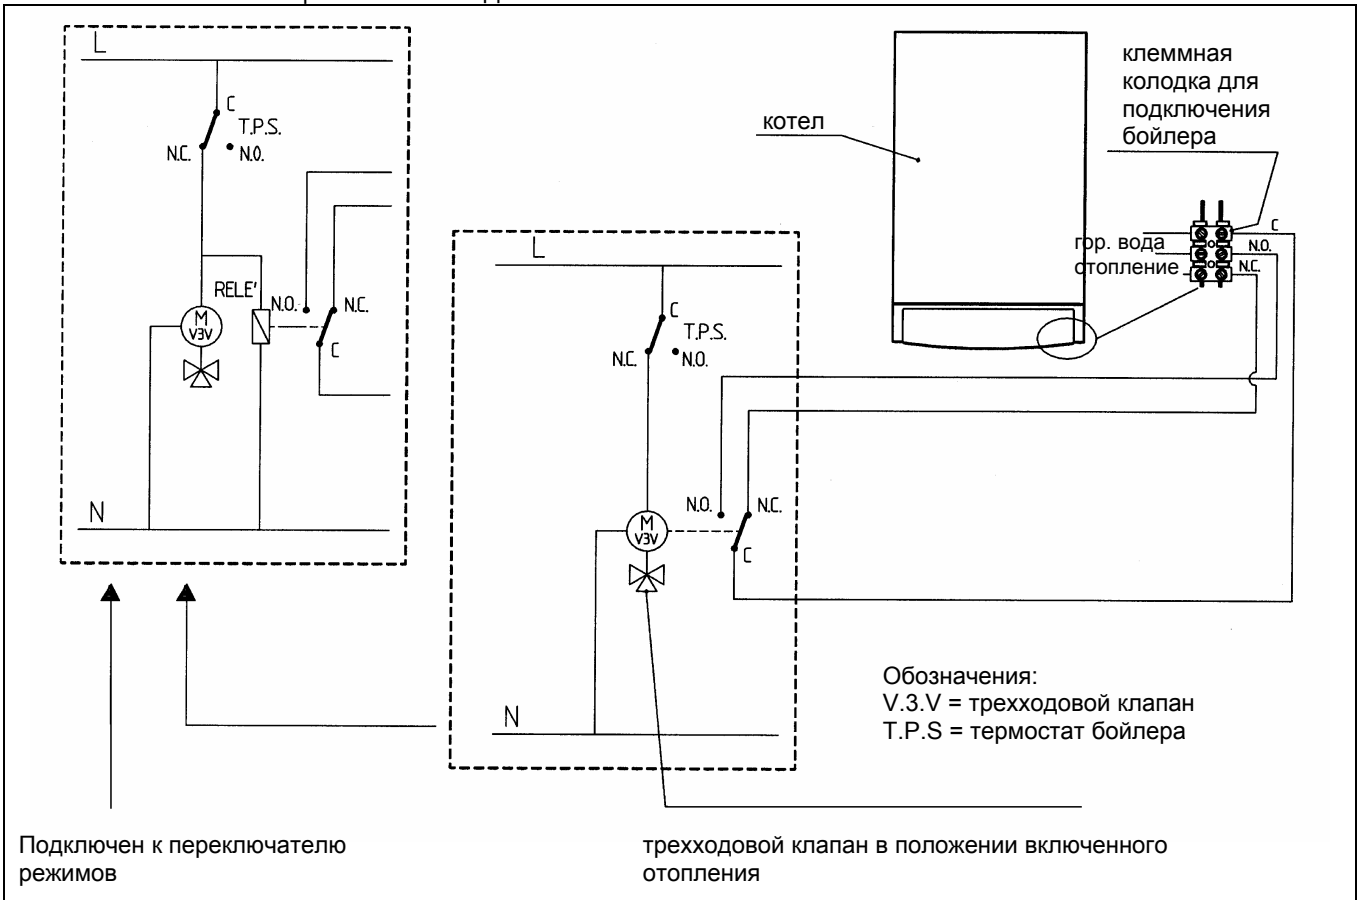 L
C
T.P.S.
N.C.
N.O.
RELE'
N.O.
N.C.
M
V3V
C
N
котел
клеммная
колодка для
подключения
бойлера
C
гор. вода
N.O.
отопление
N.C.
L
C
T.P.S.
N.C.
N.O.
N.O.
N.C.
M
V3V
C
N
Обозначения:
V.3.V = трехходовой клапан
T.P.S = термостат бойлера
Подключен к переключателю
режимов
трехходовой клапан в положении включенного
отопления